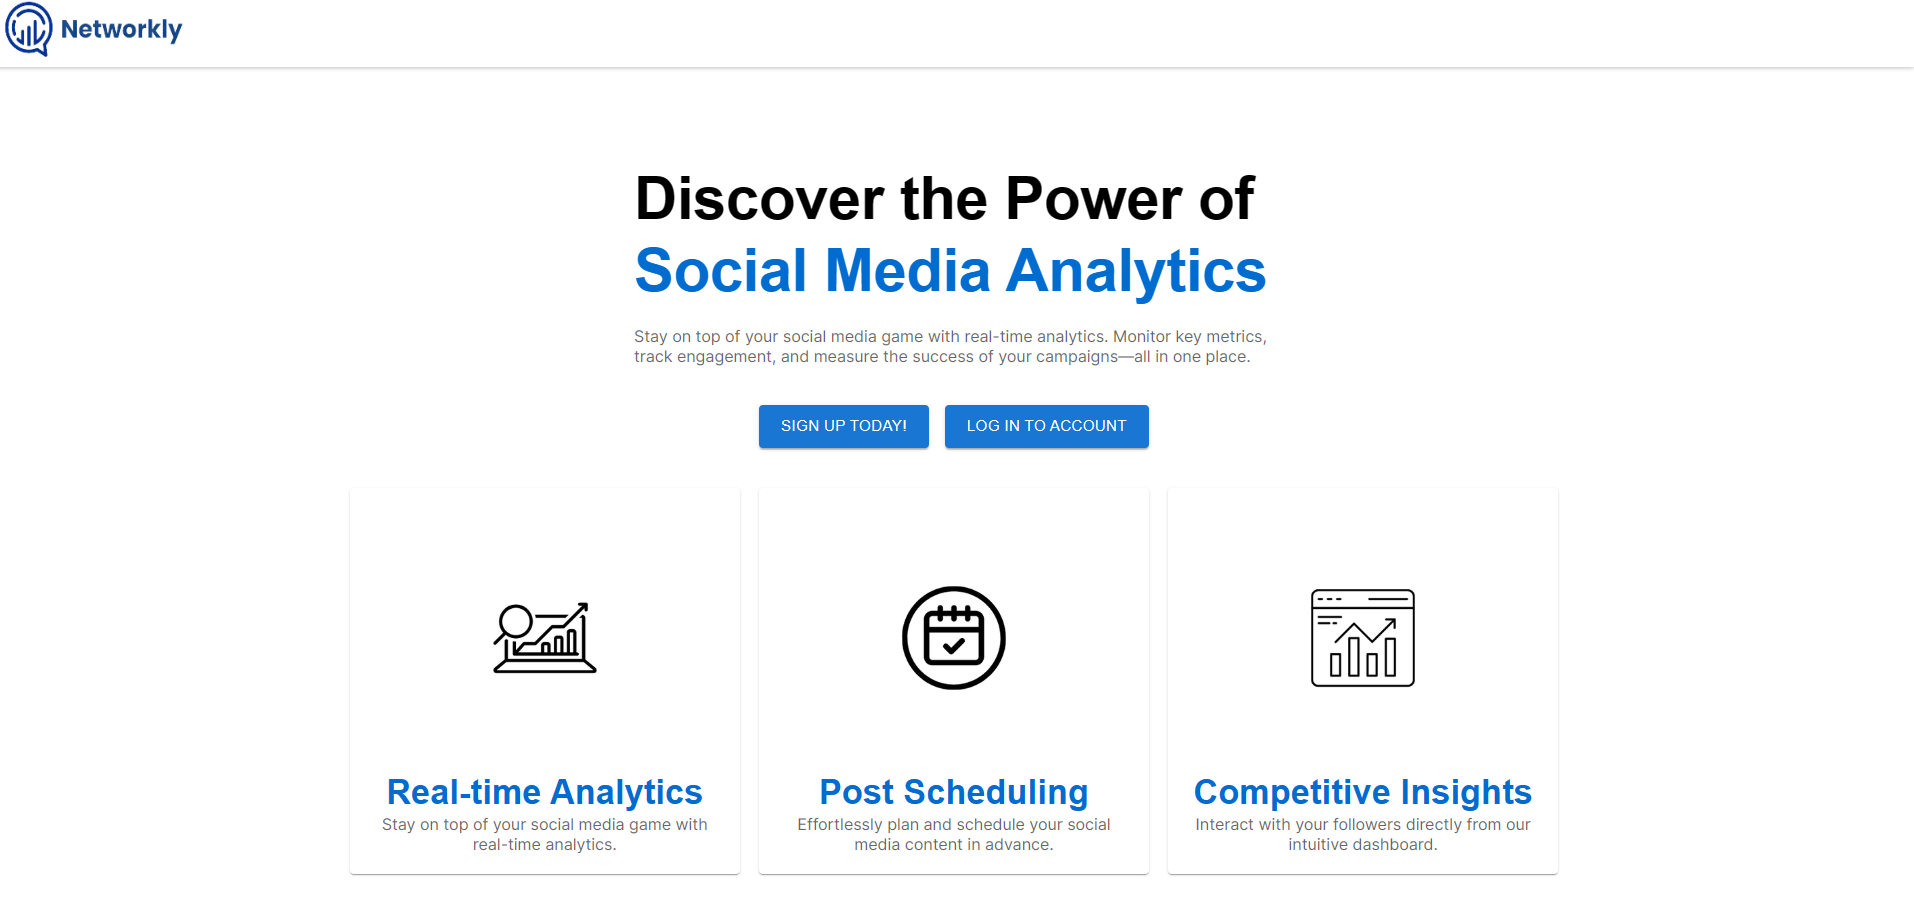 Networkly
Discover the Power of
Social Media Analytics
Stay on top of your social media game with real-time analytics. Monitor key metrics,
track engagement, and measure the success of your campaigns—all in one place.
SIGN UP TODAY!
LOG IN TO ACCOUNT
Real-time Analytics
Stay on top of your social media game with
real-time analytics.
Post Scheduling
Effortlessly plan and schedule your social
media content in advance.
Competitive Insights
Interact with your followers directly from our
intuitive dashboard.